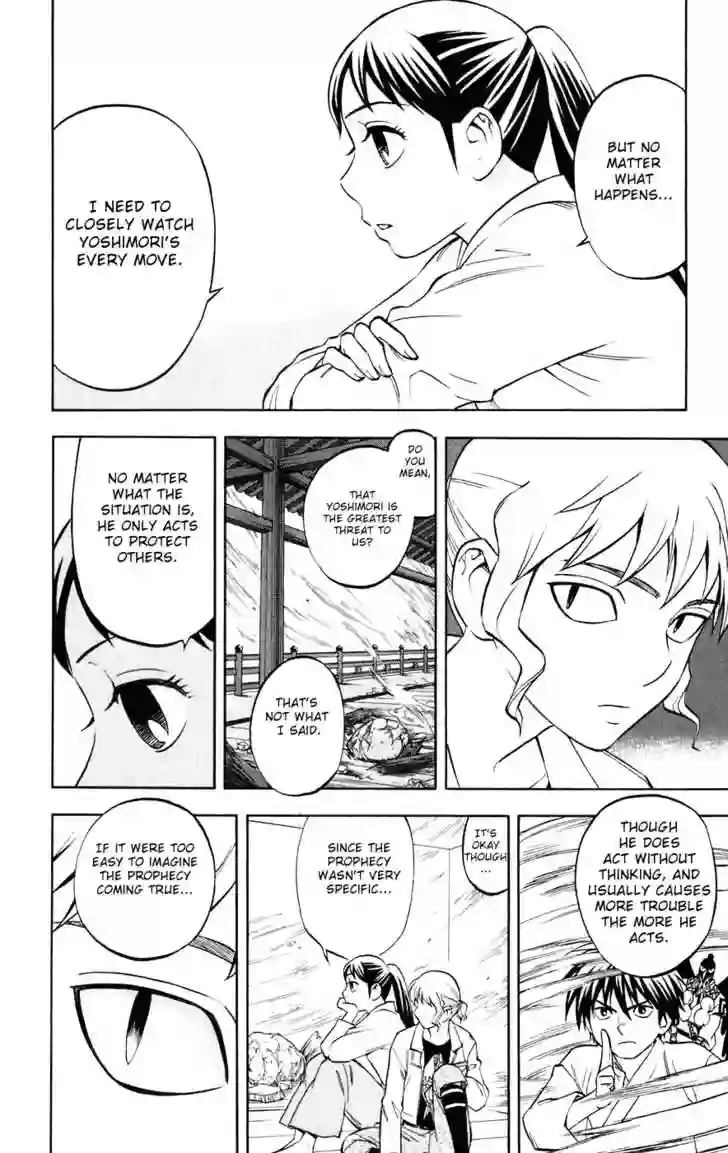 BUT NO
MATTER
WHAT
HAPPENS...
I NEED TO
CLOSELY WATCH
YOSHIMORI'S
EVERY MOVE.
DO
YOU
MEAN,
THAT
YOSHIMORI IS
THE GREATEST
THREAT TO
US?
THAT'S
NOT WHAT
I SAID.
NO MATTER
WHAT THE
SITUATION IS,
HE ONLY ACTS
TO PROTECT
OTHERS.
THOUGH
HE DOES
ACT WITHOUT
THINKING, AND
USUALLY CAUSES
MORE TROUBLE
THE MORE HE
ACTS.
IT'S
OKAY
THOUGH
...
SINCE THE
PROPHECY
WASN'T VERY
SPECIFIC...
IF IT WERE TOO
EASY TO IMAGINE
THE PROPHECY
COMING TRUE...